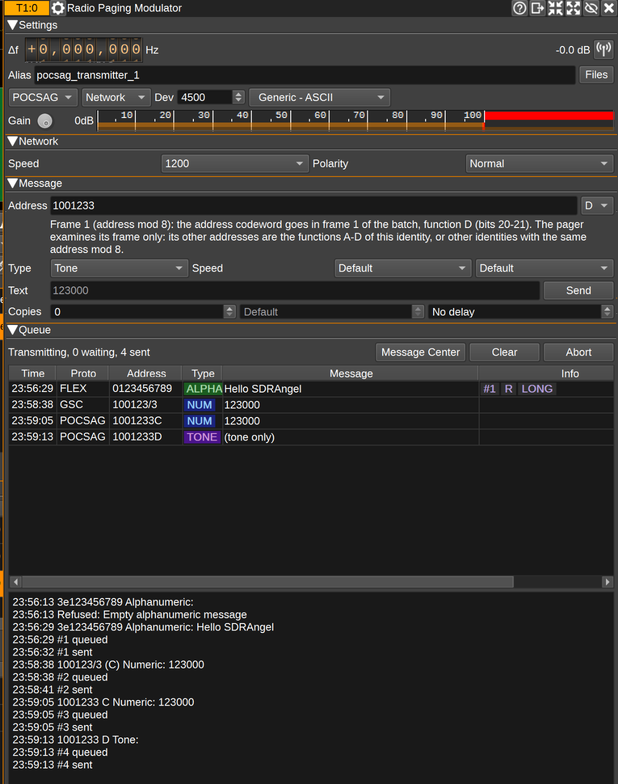 T1:0 Radio Paging Modulator
Settings
Δf +0,000,000 Hz -0.0 dB
Alias pocsag_transmitter_1 Files
POCSAG Network Dev 4500 Generic - ASCII
Gain 0dB 10 20 30 40 50 60 70 80 90 100
Network
Speed 1200 Polarity Normal
Message
Address 1001233 D
Frame 1 (address mod 8): the address codeword goes in frame 1 of the batch, function D (bits 20-21). The pager
examines its frame only: its other addresses are the functions A-D of this identity, or other identities with the same
address mod 8.
Type Tone Speed Default Default
Text 123000 Send
Copies 0 Default No delay
Queue
Transmitting, 0 waiting, 4 sent Message Center Clear Abort
Time Proto Address Type Message Info
23:56:29 FLEX 0123456789 ALPHA Hello SDRAngel #1 R LONG
23:58:38 GSC 100123/3 NUM 123000
23:59:05 POCSAG 1001233C NUM 123000
23:59:13 POCSAG 1001233D TONE (tone only)
23:56:13 3e123456789 Alphanumeric:
23:56:13 Refused: Empty alphanumeric message
23:56:29 3e123456789 Alphanumeric: Hello SDRAngel
23:56:29 #1 queued
23:56:32 #1 sent
23:58:38 100123/3 (C) Numeric: 123000
23:58:38 #2 queued
23:58:41 #2 sent
23:59:05 1001233 C Numeric: 123000
23:59:05 #3 queued
23:59:05 #3 sent
23:59:13 1001233 D Tone:
23:59:13 #4 queued
23:59:13 #4 sent